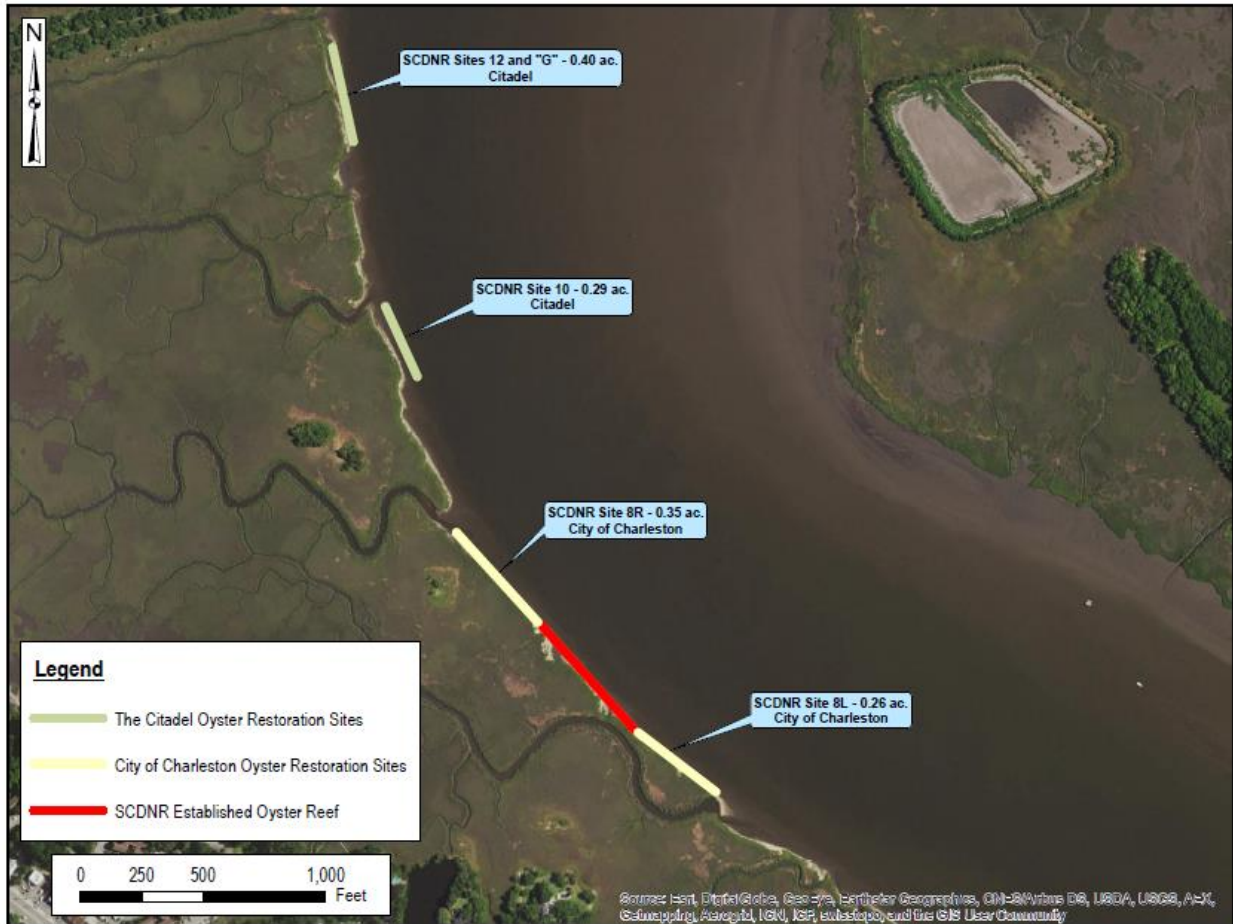 N
SCDNR Sites 12 and "G" - 0.40 ac.
Citadel
SCDNR Site 10 - 0.29 ac.
Citadel
SCDNR Site 8R - 0.35 ac.
City of Charleston
SCDNR Site 8L - 0.26 ac.
City of Charleston
Legend
The Citadel Oyster Restoration Sites
City of Charleston Oyster Restoration Sites
SCDNR Established Oyster Reef
0 250 500 1,000
Feet
Source: Esri, DigitalGlobe, GeoEye, Earthstar Geographics, CNES/Airbus DS, USDA, USGS, AEX,
Getmapping, Aerogrid, IGN, IGP, swisstopo, and the GIS User Community